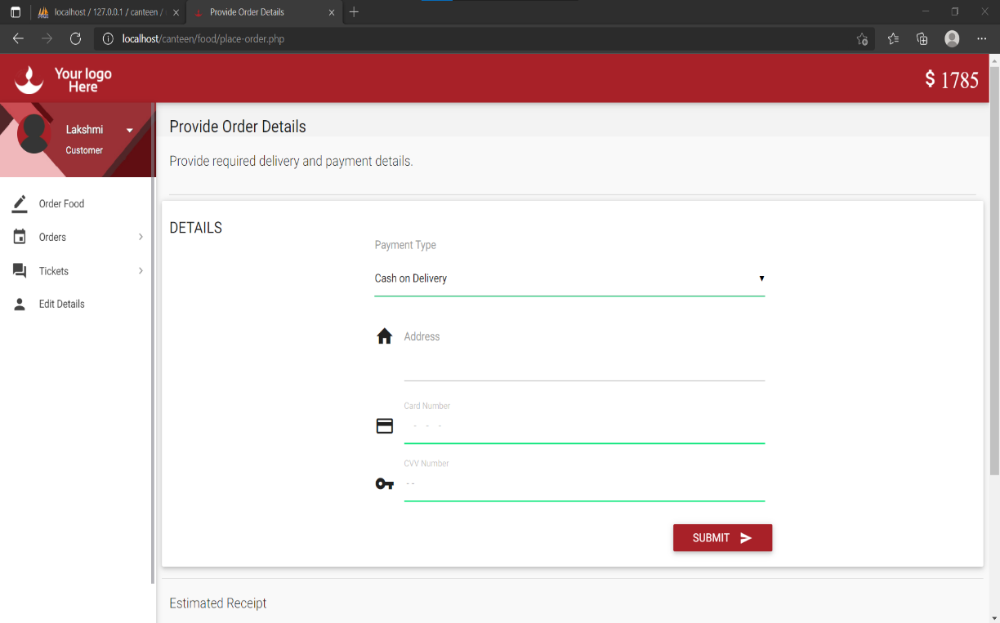 localhost / 127.0.0.1 / canteen /
Provide Order Details
localhost/canteen/food/place-order.php
Your logo
Here
$ 1785
Lakshmi
Customer
Order Food
Orders
Tickets
Edit Details
Provide Order Details
Provide required delivery and payment details.
DETAILS
Payment Type
Cash on Delivery
Address
Card Number
- - -
CVV Number
--
SUBMIT
Estimated Receipt